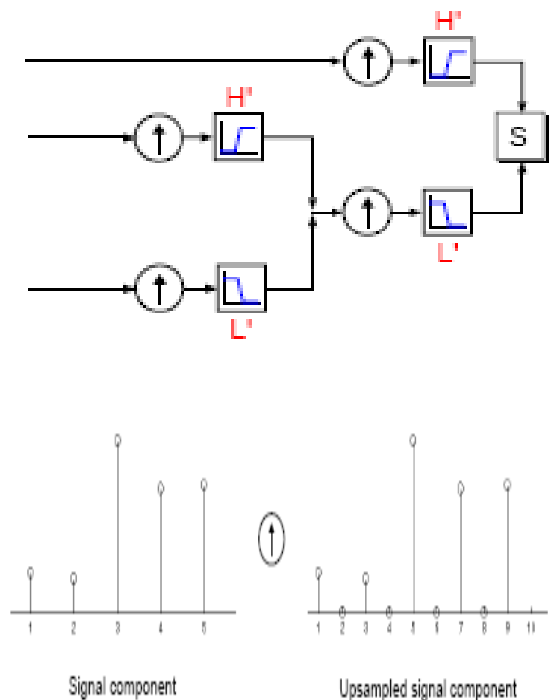 H'
H'
S
L'
L'
1 2 3 4 5
1 2 3 4 5 6 7 8 9 10
Signal component
Upsampled signal component